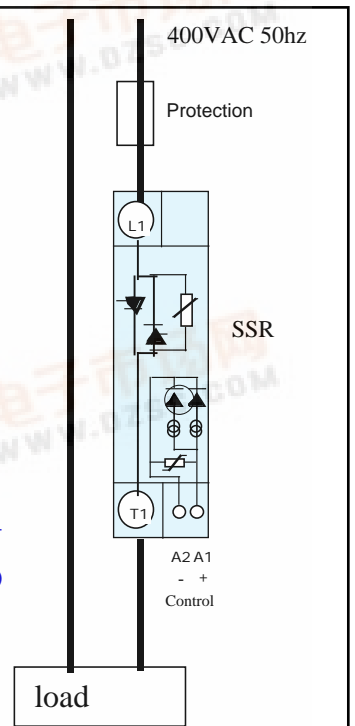 400VAC 50hz
Protection
L1
SSR
T1
A2 A1
- +
Control
load